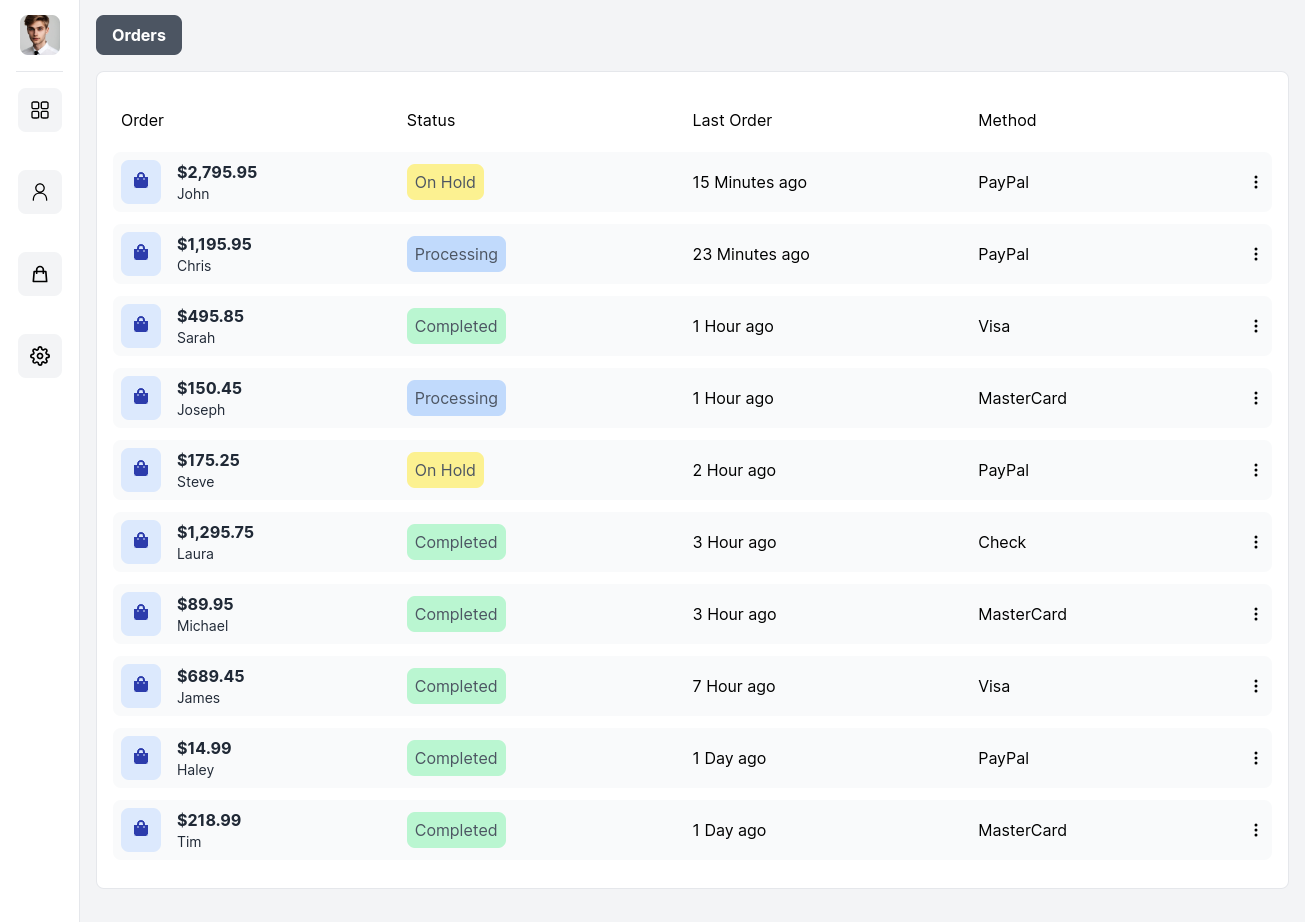 Orders
Order Status Last Order Method
$2,795.95
John
On Hold
15 Minutes ago
PayPal
$1,195.95
Chris
Processing
23 Minutes ago
PayPal
$495.85
Sarah
Completed
1 Hour ago
Visa
$150.45
Joseph
Processing
1 Hour ago
MasterCard
$175.25
Steve
On Hold
2 Hour ago
PayPal
$1,295.75
Laura
Completed
3 Hour ago
Check
$89.95
Michael
Completed
3 Hour ago
MasterCard
$689.45
James
Completed
7 Hour ago
Visa
$14.99
Haley
Completed
1 Day ago
PayPal
$218.99
Tim
Completed
1 Day ago
MasterCard